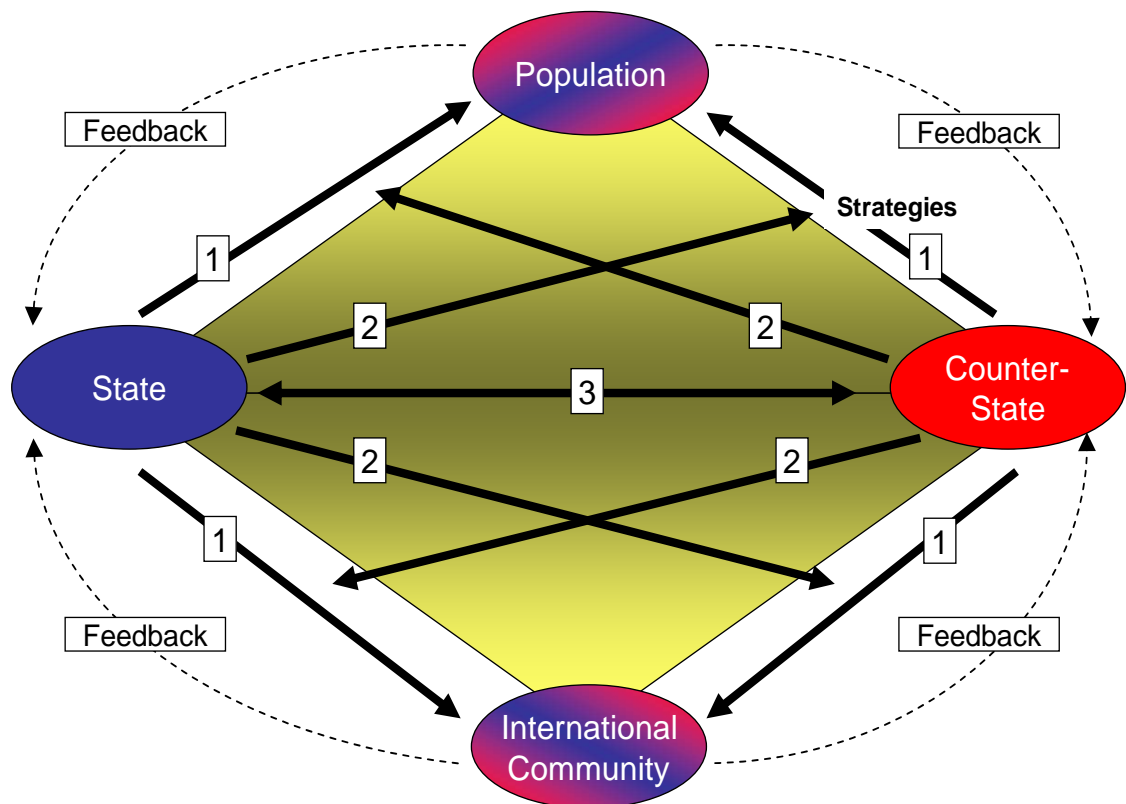 Population
Feedback
Feedback
Strategies
1
1
2
2
State
3
Counter-
State
2
2
1
1
Feedback
Feedback
International
Community